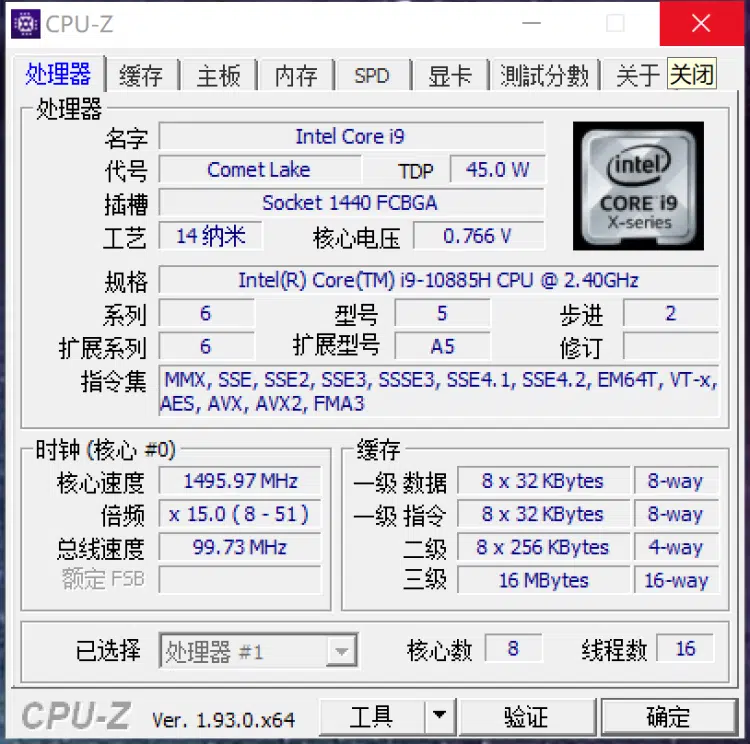 CPU-Z
处理器 缓存 主板 内存 SPD 显卡 測試分數 关于 关闭
处理器
名字 Intel Core i9
代号 Comet Lake TDP 45.0 W
插槽 Socket 1440 FCBGA
工艺 14 纳米 核心电压 0.766 V
intel
CORE i9
X-series
规格 Intel(R) Core(TM) i9-10885H CPU @ 2.40GHz
系列 6 型号 5 步进 2
扩展系列 6 扩展型号 A5 修订
指令集 MMX, SSE, SSE2, SSE3, SSSE3, SSE4.1, SSE4.2, EM64T, VT-x,
AES, AVX, AVX2, FMA3
时钟 (核心 #0) 缓存
核心速度 1495.97 MHz 一级 数据 8 x 32 KBytes 8-way
倍频 x 15.0 ( 8 - 51 ) 一级 指令 8 x 32 KBytes 8-way
总线速度 99.73 MHz 二级 8 x 256 KBytes 4-way
额定 FSB 三级 16 MBytes 16-way
已选择 处理器 #1 核心数 8 线程数 16
CPU-Z Ver. 1.93.0.x64 工具 验证 确定